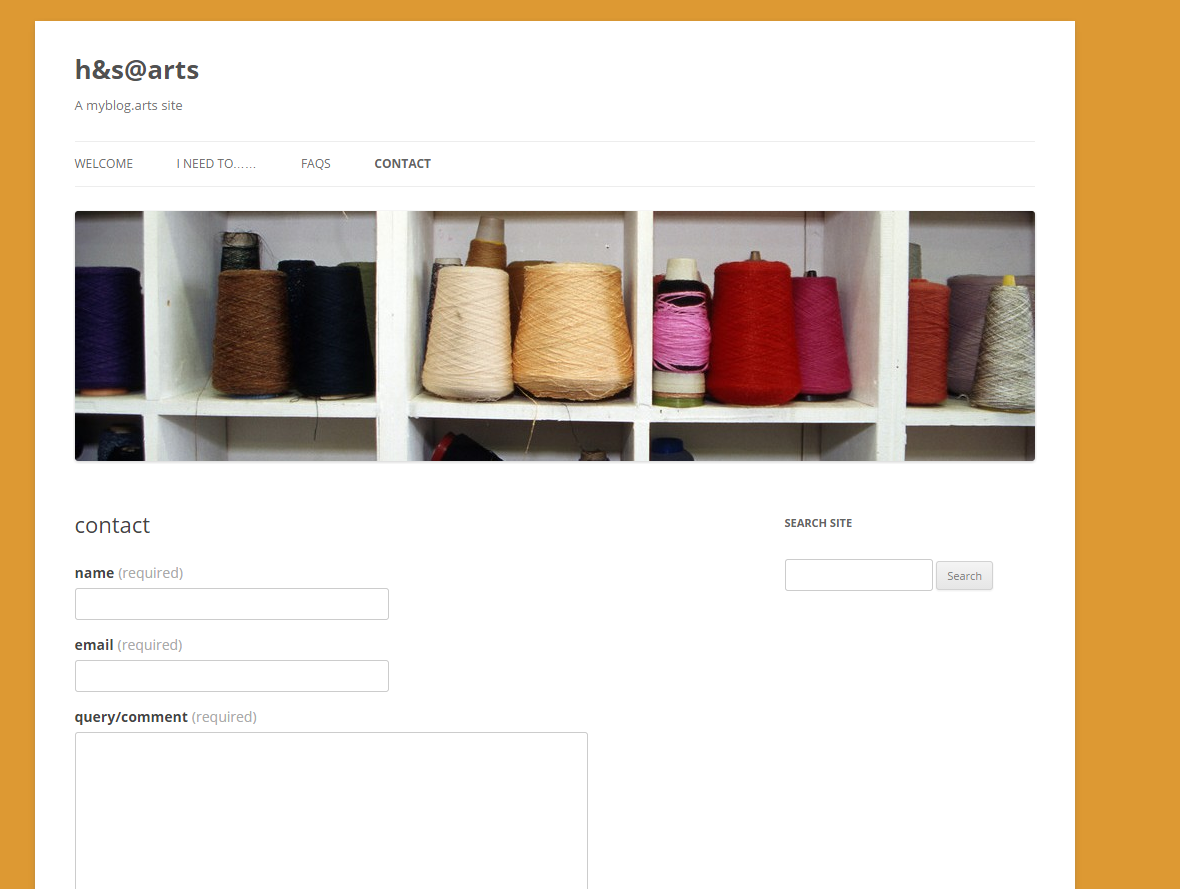 h&s@arts
A myblog.arts site
WELCOME I NEED TO…… FAQS CONTACT
contact
name (required)
email (required)
query/comment (required)
SEARCH SITE
Search